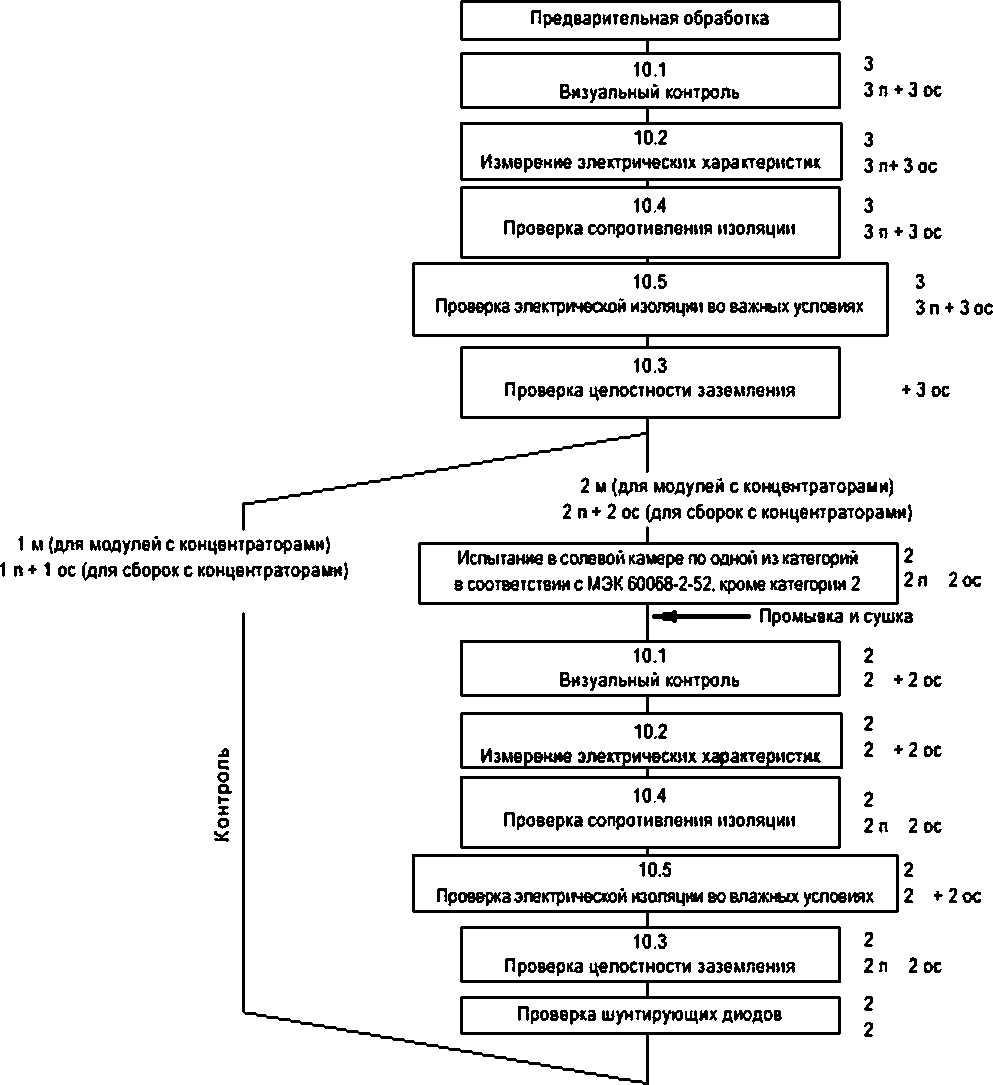 Предварительная обработка
10.1
Визуальный контроль
3
3 п + 3 ос
10.2
Измерение электрических характеристик
3
3 п+ 3 ос
10.4
Проверка сопротивления изоляции
3
3 п + 3 ос
10.5
Проверка электрической изоляции во важных условиях
3
3 п + 3 ос
10.3
Проверка целостности заземления
+ 3 ос
2 м (для модулей с концентраторами)
2 п + 2 ос (для сборок с концентраторами)
1 м (для модулей с концентраторами)
1 п + 1 ос (для сборок с концентраторами)
Испытание в солевой камере по одной из категорий
в соответствии с МЭК 60068-2-52, кроме категории 2
2
2 п 2 ос
Промывка и сушка
10.1
Визуальный контроль
2
2 + 2 ос
10.2
Измерение электрических характеристик
2
2 + 2 ос
Контроль
10.4
Проверка сопротивления изоляции
2
2 п 2 ос
10.5
Проверка электрической изоляции во влажных условиях
2
2 + 2 ос
10.3
Проверка целостности заземления
2
2 п 2 ос
Проверка шунтирующих диодов
2
2